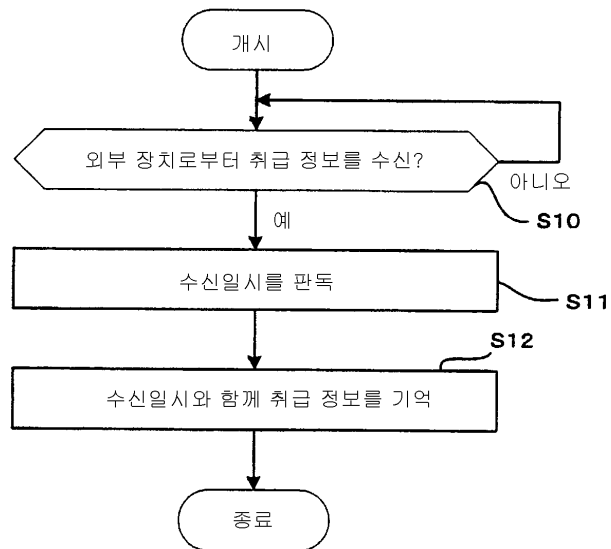 개시
외부 장치로부터 취급 정보를 수신?
아니오
S10
예
수신일시를 판독
S11
S12
수신일시와 함께 취급 정보를 기억
종료